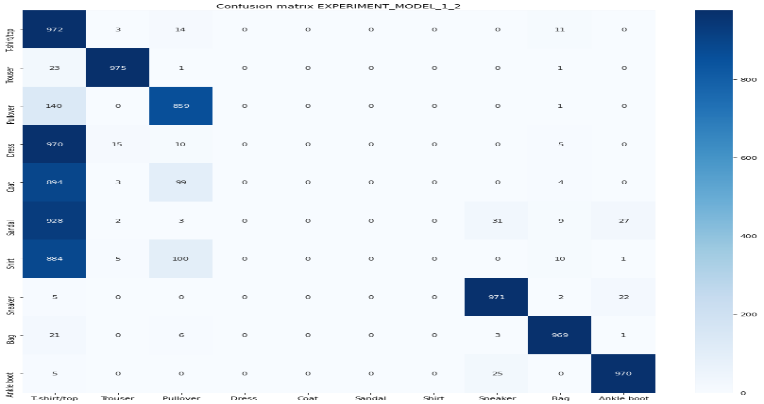 Confusion matrix EXPERIMENT_MODEL_1_2
T-shirt/top 972 3 14 0 0 0 0 0 11 0
Trouser 23 975 1 0 0 0 0 0 1 0
Pullover 140 0 859 0 0 0 0 0 1 0
Dress 970 15 10 0 0 0 0 0 5 0
Coat 894 3 99 0 0 0 0 0 4 0
Sandal 928 2 3 0 0 0 0 31 9 27
Shirt 884 5 100 0 0 0 0 0 10 1
Sneaker 5 0 0 0 0 0 0 971 2 22
Bag 21 0 6 0 0 0 0 3 969 1
Ankle boot 5 0 0 0 0 0 0 25 0 970
T-shirt/top Trouser Pullover Dress Coat Sandal Shirt Sneaker Bag Ankle boot
800
600
400
200
0